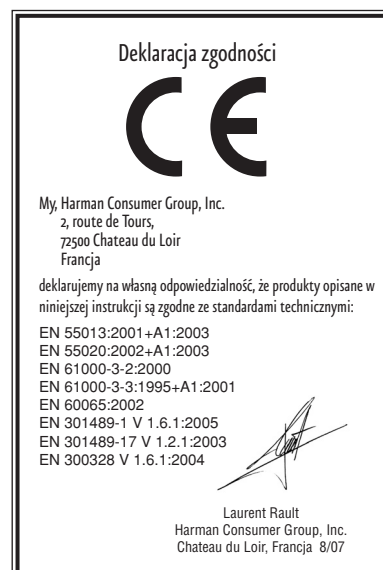 Deklaracja zgodności
CE
My, Harman Consumer Group, Inc.
2, route de Tours,
72500 Chateau du Loir
Francja
deklarujemy na własną odpowiedzialność, że produkty opisane w
niniejszej instrukcji są zgodne ze standardami technicznymi:
EN 55013:2001+A1:2003
EN 55020:2002+A1:2003
EN 61000-3-2:2000
EN 61000-3-3:1995+A1:2001
EN 60065:2002
EN 301489-1 V 1.6.1:2005
EN 301489-17 V 1.2.1:2003
EN 300328 V 1.6.1:2004
Laurent Rault
Harman Consumer Group, Inc.
Chateau du Loir, Francja 8/07